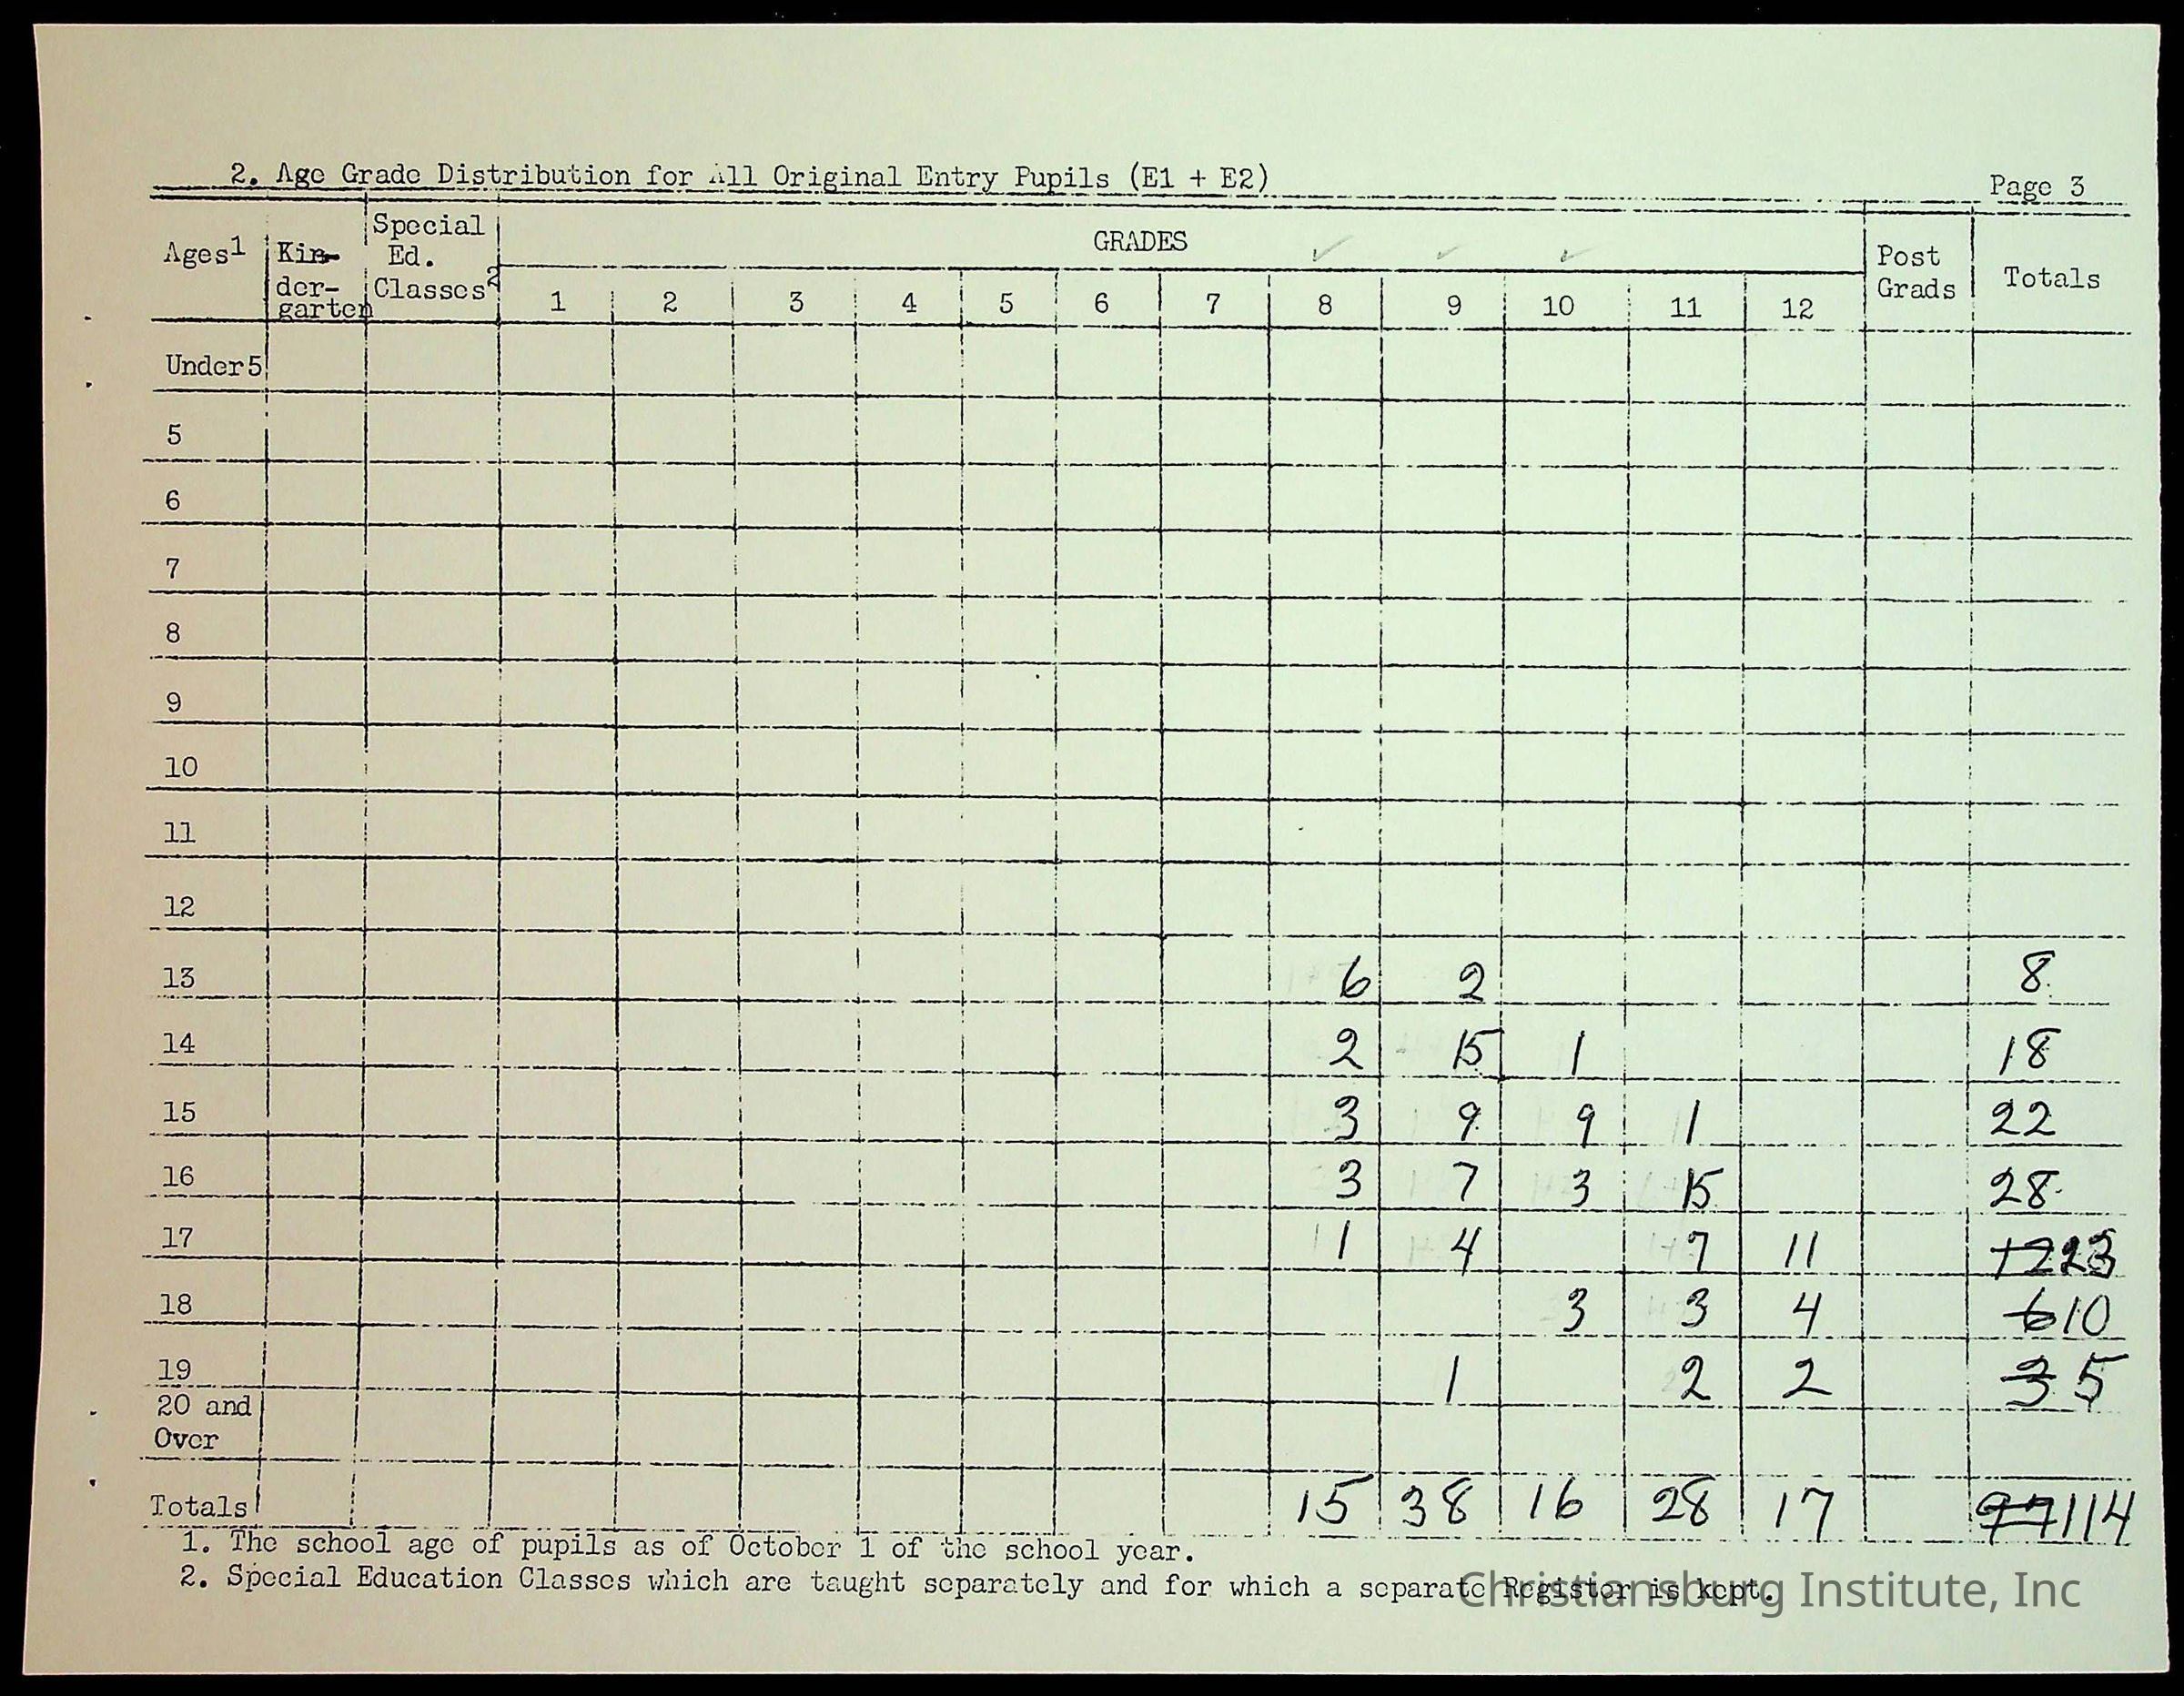 2. Age Grade Distribution for All Original Entry Pupils (E1 + E2)
Page 3
Ages1 Kin-dergarten Special Ed. Classes2 GRADES Post Grads Totals
1 2 3 4 5 6 7 8 9 10 11 12
Under 5
5
6
7
8
9
10
11
12
13 6 2 8
14 2 15 1 18
15 3 9 9 1 22
16 3 7 3 15 28
17 1 4 7 11 12 23
18 3 3 4 6 10
19 1 2 2 3 5
20 and
Over
Totals 15 38 16 28 17 77 114
1. The school age of pupils as of October 1 of the school year.
2. Special Education Classes which are taught separately and for which a separate Register is kept.
Christiansburg Institute, Inc